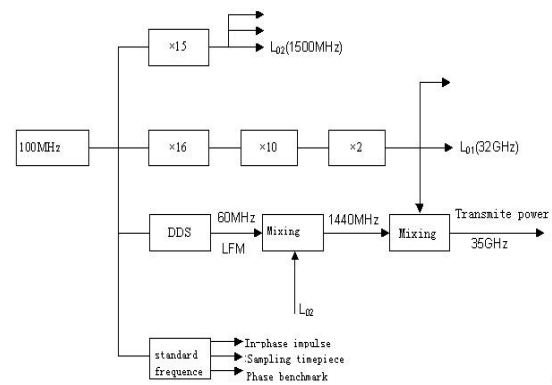 ×15
L02(1500MHz)
100MHz
×16
×10
×2
L01(32GHz)
DDS
60MHz
LFM
Mixing
1440MHz
Mixing
Transmite power
35GHz
L02
standard
frequence
In-phase impulse
:Sampling timepiece
Phase benchmark